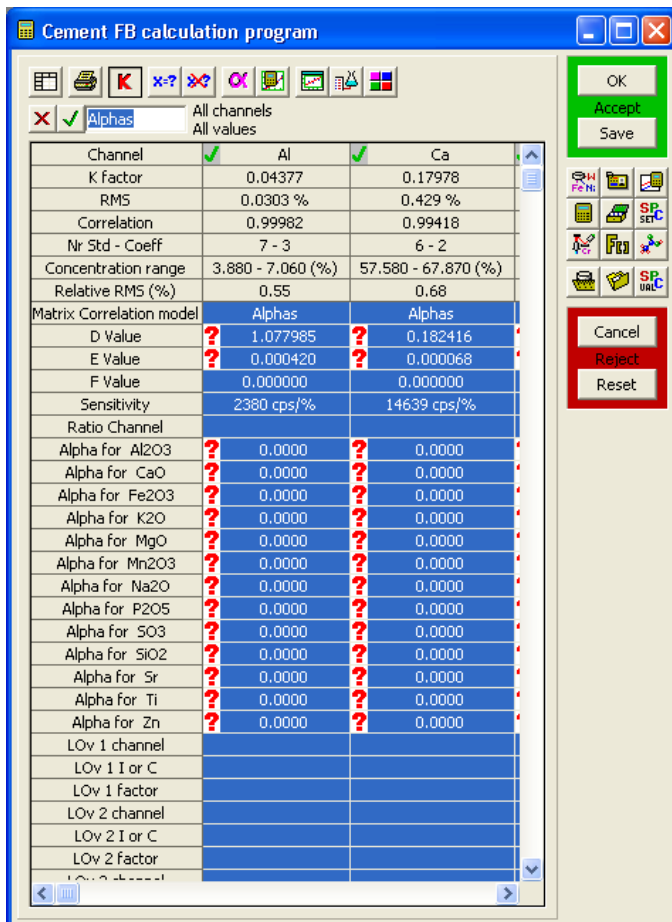 Cement FB calculation program
K x=? x=? α
Alphas All channels
All values
Channel Al Ca
K factor 0.04377 0.17978
RMS 0.0303 % 0.429 %
Correlation 0.99982 0.99418
Nr Std - Coeff 7 - 3 6 - 2
Concentration range 3.880 - 7.060 (%) 57.580 - 67.870 (%)
Relative RMS (%) 0.55 0.68
Matrix Correlation model Alphas Alphas
D Value ? 1.077985 ? 0.182416
E Value ? 0.000420 ? 0.000068
F Value 0.000000 0.000000
Sensitivity 2380 cps/% 14639 cps/%
Ratio Channel
Alpha for Al2O3 ? 0.0000 ? 0.0000
Alpha for CaO ? 0.0000 ? 0.0000
Alpha for Fe2O3 ? 0.0000 ? 0.0000
Alpha for K2O ? 0.0000 ? 0.0000
Alpha for MgO ? 0.0000 ? 0.0000
Alpha for Mn2O3 ? 0.0000 ? 0.0000
Alpha for Na2O ? 0.0000 ? 0.0000
Alpha for P2O5 ? 0.0000 ? 0.0000
Alpha for SO3 ? 0.0000 ? 0.0000
Alpha for SiO2 ? 0.0000 ? 0.0000
Alpha for Sr ? 0.0000 ? 0.0000
Alpha for Ti ? 0.0000 ? 0.0000
Alpha for Zn ? 0.0000 ? 0.0000
LOv 1 channel
LOv 1 I or C
LOv 1 factor
LOv 2 channel
LOv 2 I or C
LOv 2 factor
LOv 3 channel
OK
Accept
Save
Cancel
Reject
Reset